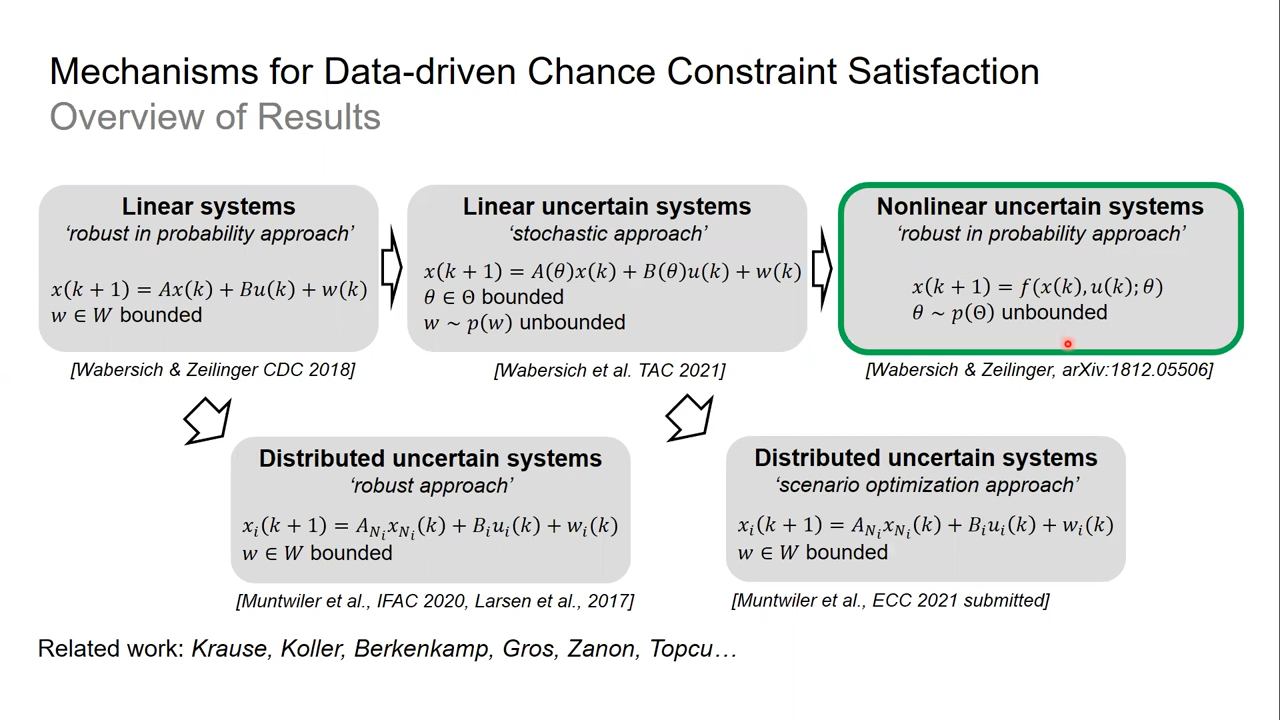 Mechanisms for Data-driven Chance Constraint Satisfaction
Overview of Results
Linear systems
‘robust in probability approach’
x(k + 1) = Ax(k) + Bu(k) + w(k)
w ∈ W bounded
[Wabersich & Zeilinger CDC 2018]
Linear uncertain systems
‘stochastic approach’
x(k + 1) = A(θ)x(k) + B(θ)u(k) + w(k)
θ ∈ Θ bounded
w ~ p(w) unbounded
[Wabersich et al. TAC 2021]
Nonlinear uncertain systems
‘robust in probability approach’
x(k + 1) = f(x(k), u(k); θ)
θ ~ p(Θ) unbounded
[Wabersich & Zeilinger, arXiv:1812.05506]
Distributed uncertain systems
‘robust approach’
x_i(k + 1) = A_{N_i}x_{N_i}(k) + B_iu_i(k) + w_i(k)
w ∈ W bounded
[Muntwiler et al., IFAC 2020, Larsen et al., 2017]
Distributed uncertain systems
‘scenario optimization approach’
x_i(k + 1) = A_{N_i}x_{N_i}(k) + B_iu_i(k) + w_i(k)
w ∈ W bounded
[Muntwiler et al., ECC 2021 submitted]
Related work: Krause, Koller, Berkenkamp, Gros, Zanon, Topcu…